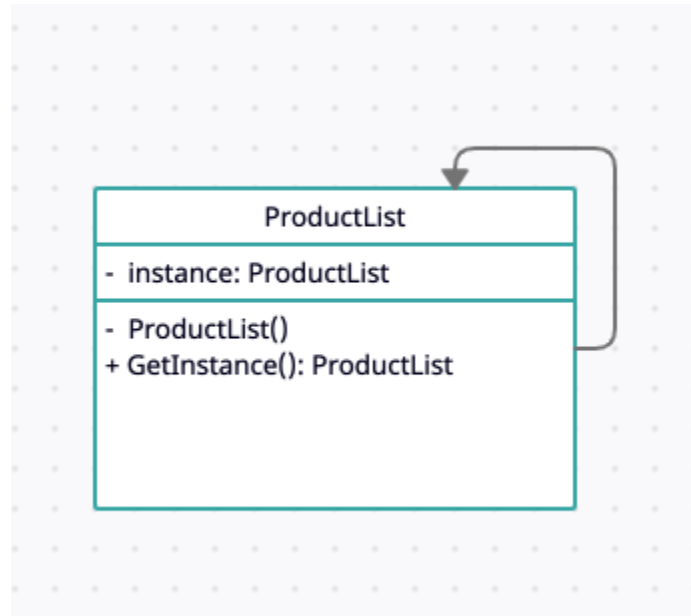 ProductList
- instance: ProductList
- ProductList()
+ GetInstance(): ProductList